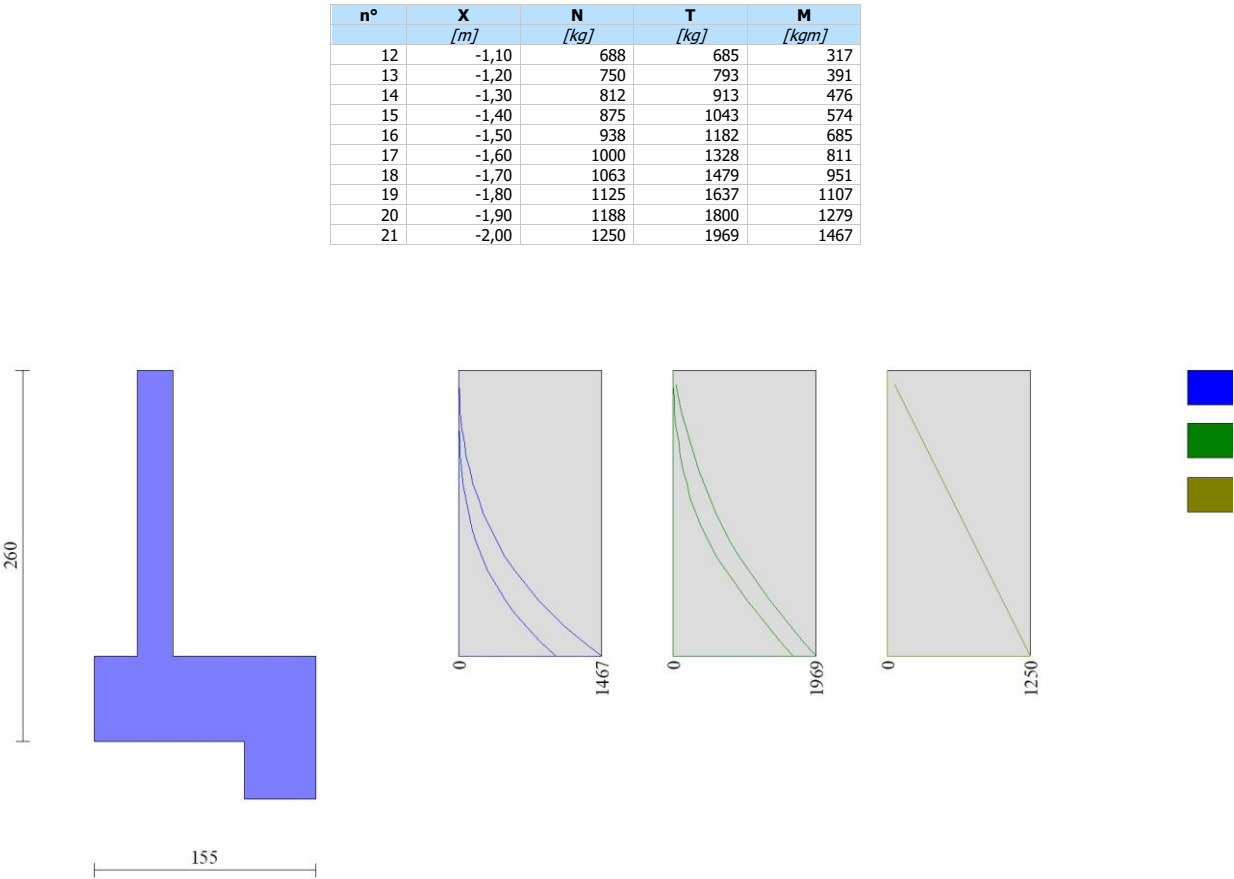 n° X N T M
[m] [kg] [kg] [kgm]
12 -1,10 688 685 317
13 -1,20 750 793 391
14 -1,30 812 913 476
15 -1,40 875 1043 574
16 -1,50 938 1182 685
17 -1,60 1000 1328 811
18 -1,70 1063 1479 951
19 -1,80 1125 1637 1107
20 -1,90 1188 1800 1279
21 -2,00 1250 1969 1467
260
0 1467 0 1969 0 1250
155